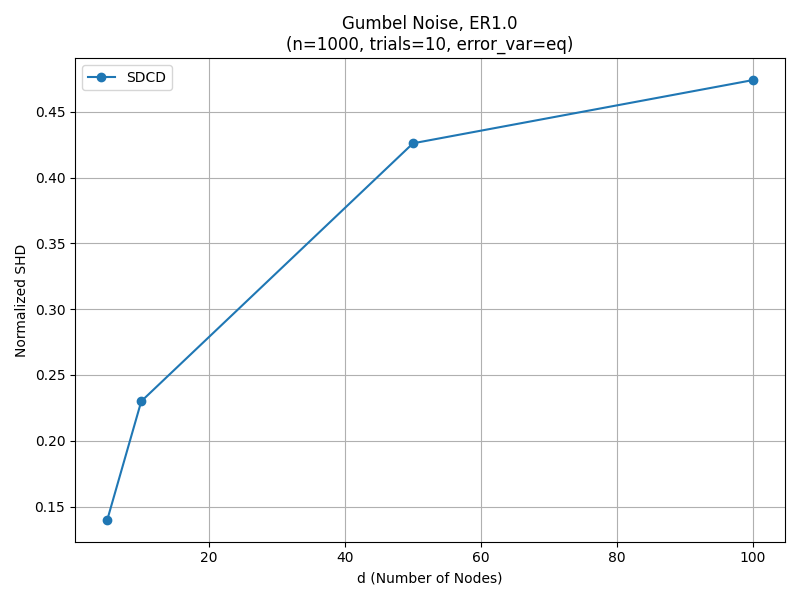 Gumbel Noise, ER1.0
(n=1000, trials=10, error_var=eq)
SDCD
0.45
0.40
0.35
0.30
0.25
0.20
0.15
Normalized SHD
20 40 60 80 100
d (Number of Nodes)